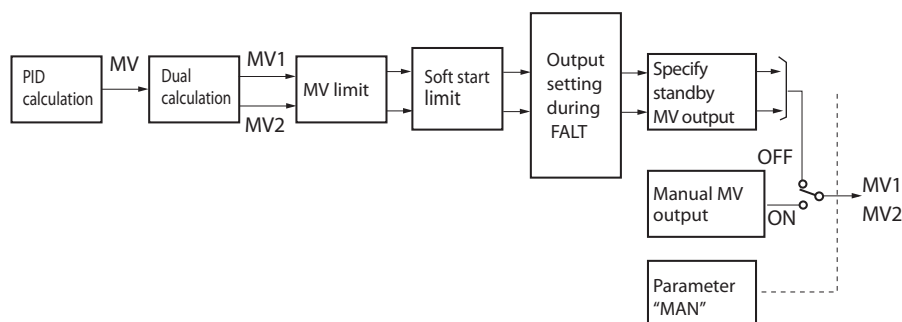 PID
calculation
MV
Dual
calculation
MV1
MV2
MV limit
Soft start
limit
Output
setting
during
FALT
Specify
standby
MV output
OFF
Manual MV
output
ON
MV1
MV2
Parameter
“MAN”